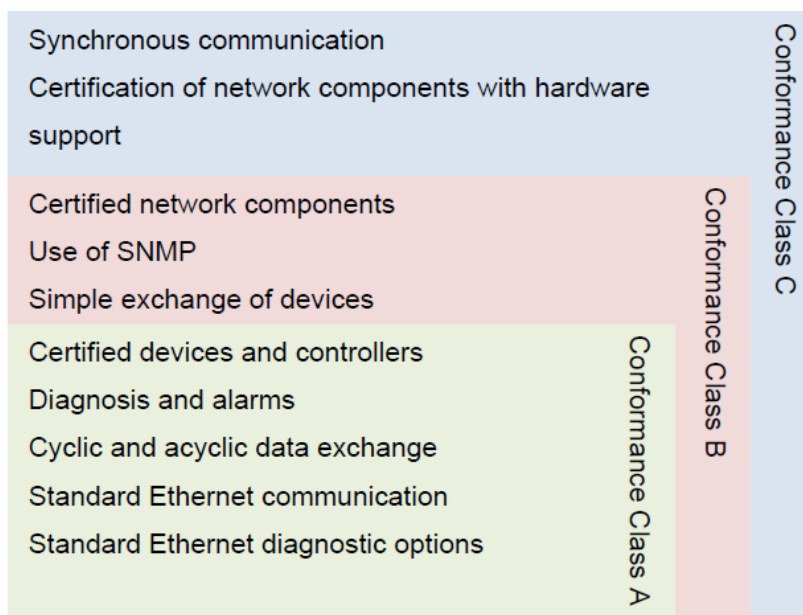 Synchronous communication
Certification of network components with hardware
support
Conformance Class C
Certified network components
Use of SNMP
Simple exchange of devices
Conformance Class B
Certified devices and controllers
Diagnosis and alarms
Cyclic and acyclic data exchange
Standard Ethernet communication
Standard Ethernet diagnostic options
Conformance Class A